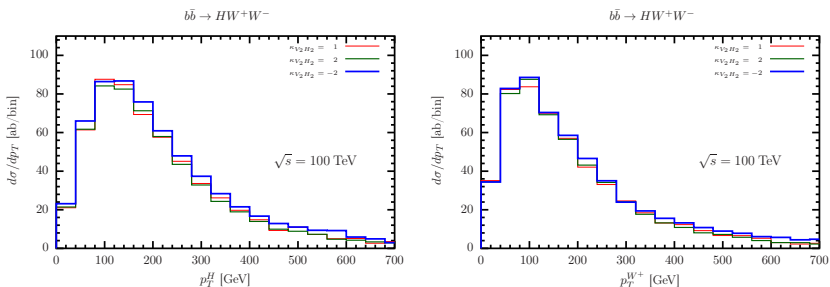 bb̄ → HW⁺W⁻
κ_{V₂H₂} = 1
κ_{V₂H₂} = 2
κ_{V₂H₂} = −2
√s = 100 TeV
dσ/dp_T [ab/bin]
0
20
40
60
80
100
0 100 200 300 400 500 600 700
p_T^H [GeV]
bb̄ → HW⁺W⁻
κ_{V₂H₂} = 1
κ_{V₂H₂} = 2
κ_{V₂H₂} = −2
√s = 100 TeV
dσ/dp_T [ab/bin]
0
20
40
60
80
100
0 100 200 300 400 500 600 700
p_T^{W⁺} [GeV]